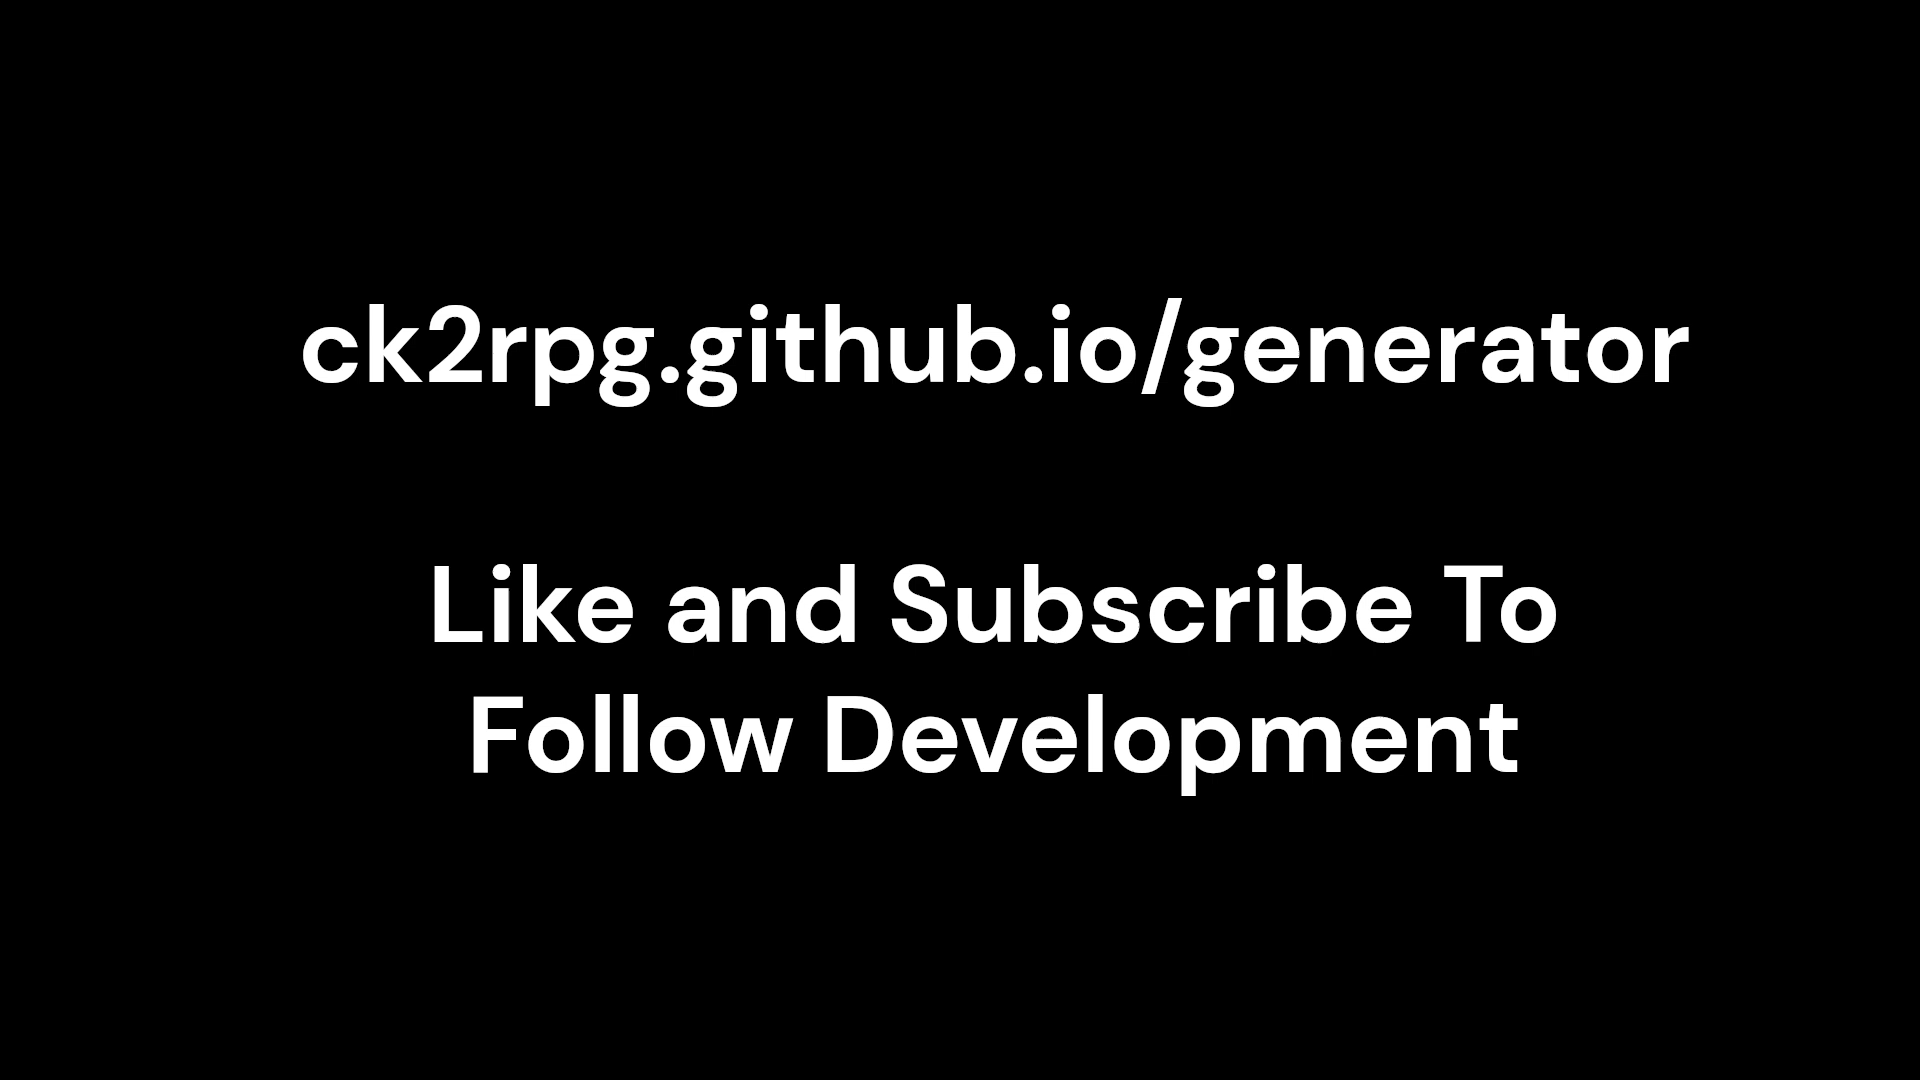 ck2rpg.github.io/generator
Like and Subscribe To
Follow Development